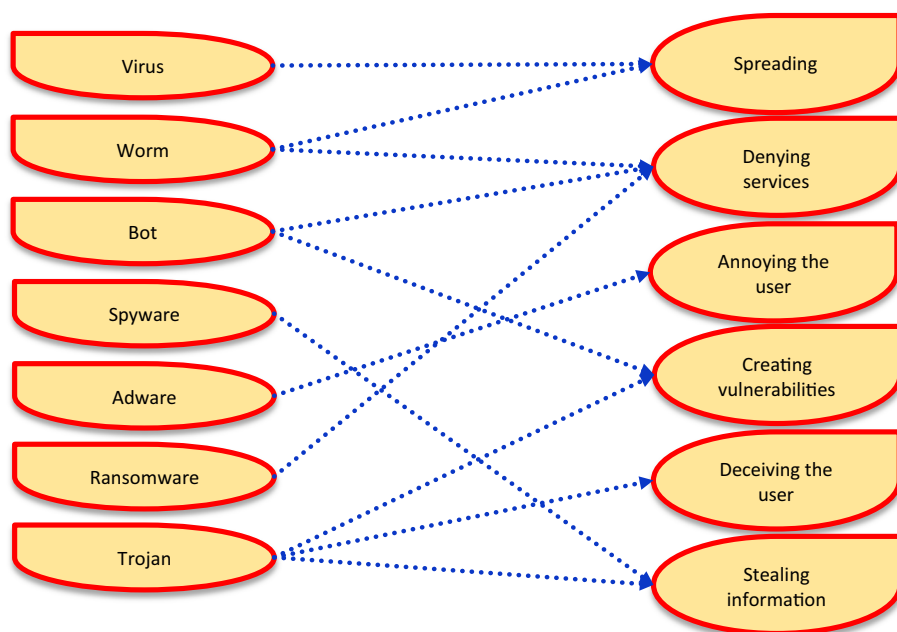 Virus
Worm
Bot
Spyware
Adware
Ransomware
Trojan
Spreading
Denying
services
Annoying the
user
Creating
vulnerabilities
Deceiving the
user
Stealing
information